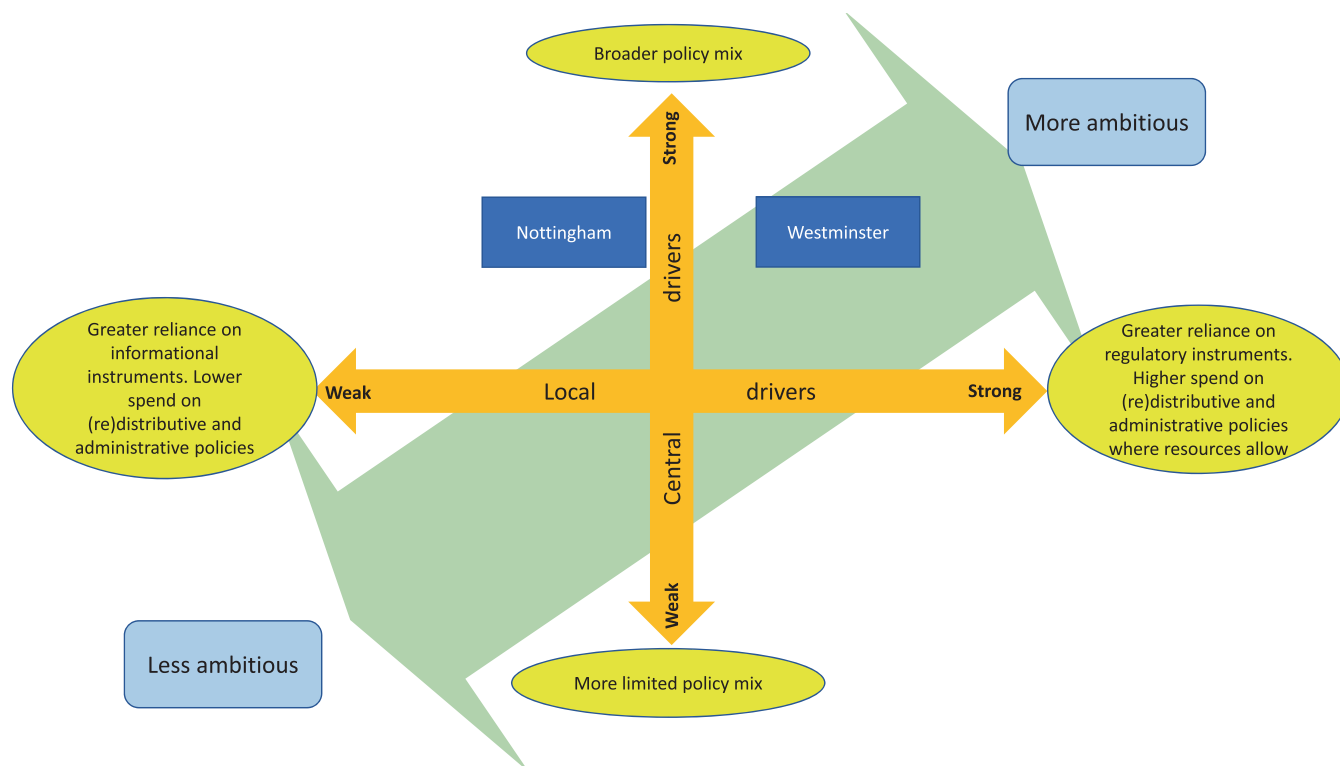 Broader policy mix
More ambitious
Strong
Nottingham
Westminster
drivers
Greater reliance on
informational
instruments. Lower
spend on
(re)distributive and
administrative policies
Weak
Local
drivers
Strong
Greater reliance on
regulatory instruments.
Higher spend on
(re)distributive and
administrative policies
where resources allow
Central
Weak
Less ambitious
More limited policy mix